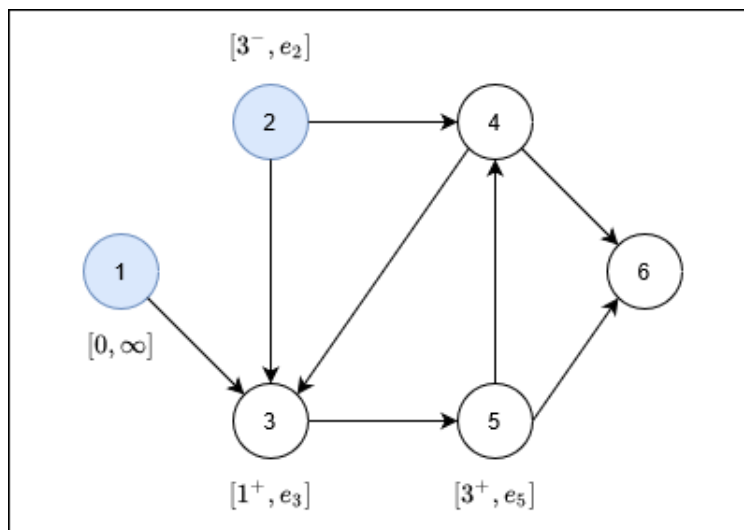 [3⁻, e₂]
2
4
1
6
[0, ∞]
3
5
[1⁺, e₃]
[3⁺, e₅]